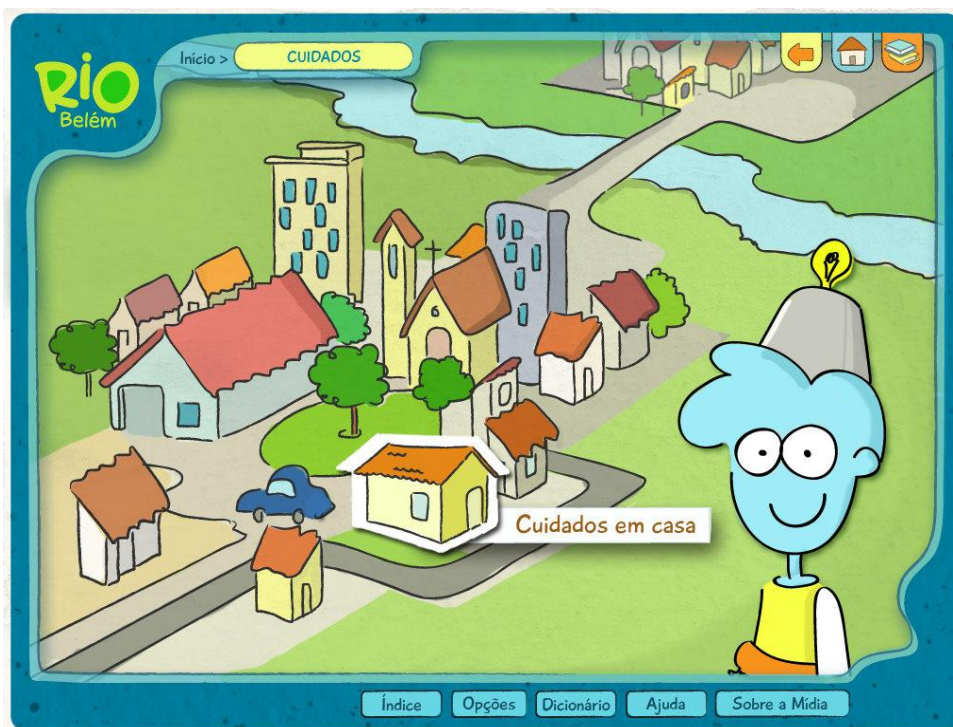 RIO
Belém
Início > CUIDADOS
Cuidados em casa
Índice
Opções
Dicionário
Ajuda
Sobre a Mídia